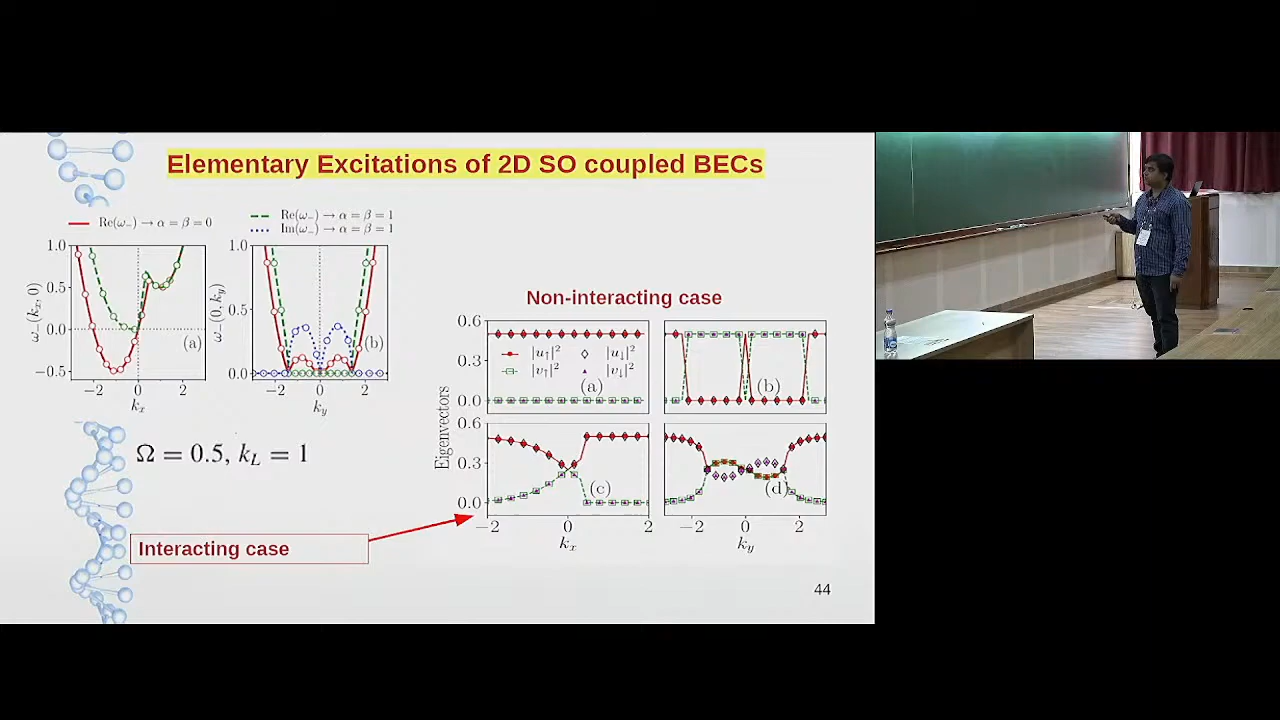 Elementary Excitations of 2D SO coupled BECs
Re(ω₋) → α = β = 0
Re(ω₋) → α = β = 1
Im(ω₋) → α = β = 1
1.0
0.5
0.0
−0.5
ω₋(kₓ, 0)
(a)
−2 0 2
kₓ
1.0
0.5
0.0
ω₋(0, k_y)
(b)
−2 0 2
k_y
Ω = 0.5, k_L = 1
Interacting case
Non-interacting case
Eigenvectors
0.6
0.3
0.0
|u↑|² |u↓|²
|v↑|² |v↓|²
(a)
(b)
0.6
0.3
0.0
(c)
(d)
−2 0 2
kₓ
−2 0 2
k_y
44